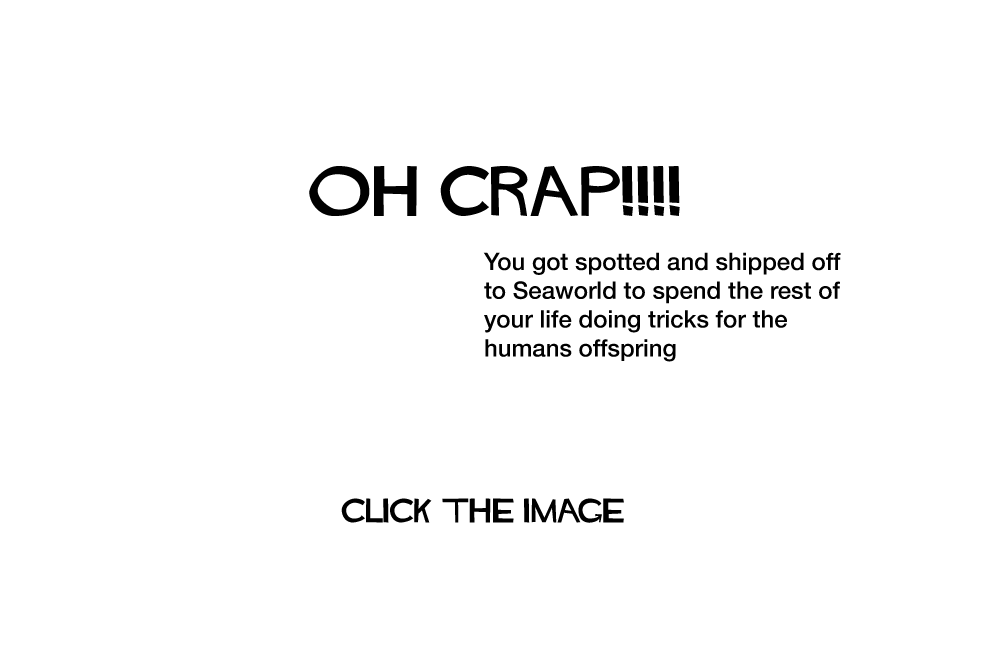 OH CRAP!!!!
You got spotted and shipped off
to Seaworld to spend the rest of
your life doing tricks for the
humans offspring
CLICK THE IMAGE